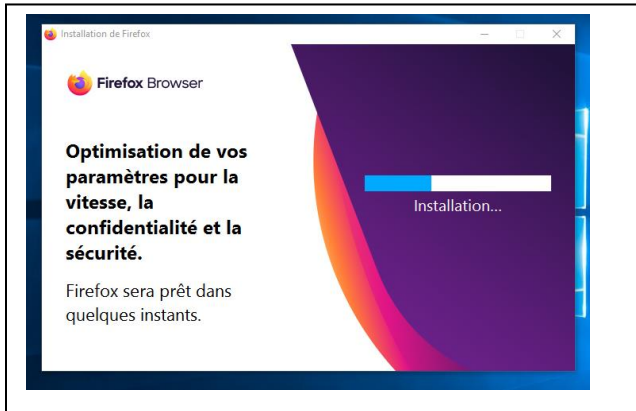 Installation de Firefox
Firefox Browser
Optimisation de vos
paramètres pour la
vitesse, la
confidentialité et la
sécurité.
Firefox sera prêt dans
quelques instants.
Installation...